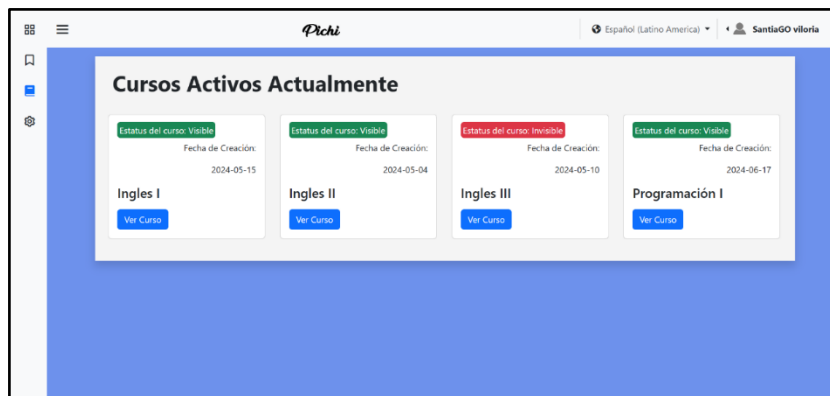 Pichi
Español (Latino America)
SantiaGO viloria
Cursos Activos Actualmente
Estatus del curso: Visible
Fecha de Creación:
2024-05-15
Ingles I
Ver Curso
Estatus del curso: Visible
Fecha de Creación:
2024-05-04
Ingles II
Ver Curso
Estatus del curso: Invisible
Fecha de Creación:
2024-05-10
Ingles III
Ver Curso
Estatus del curso: Visible
Fecha de Creación:
2024-06-17
Programación I
Ver Curso